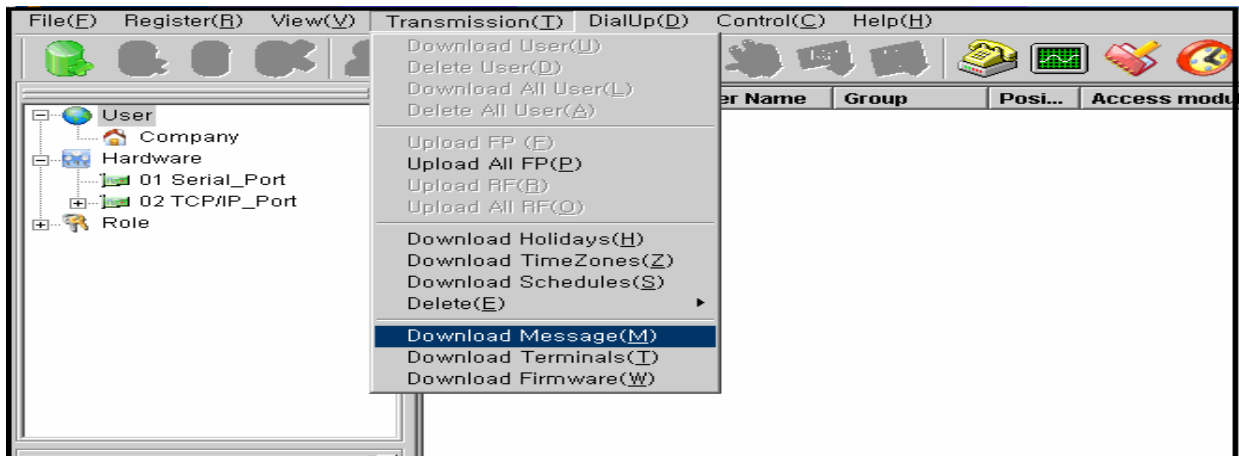 File(F) Register(R) View(V) Transmission(T) DialUp(D) Control(C) Help(H)
Download User(U)
Delete User(D)
Download All User(L)
Delete All User(A)
Upload FP (F)
Upload All FP(P)
Upload RF(R)
Upload All RF(O)
Download Holidays(H)
Download TimeZones(Z)
Download Schedules(S)
Delete(E)
Download Message(M)
Download Terminals(T)
Download Firmware(W)
User
Company
Hardware
01 Serial_Port
02 TCP/IP_Port
Role
er Name Group Posi... Access modu